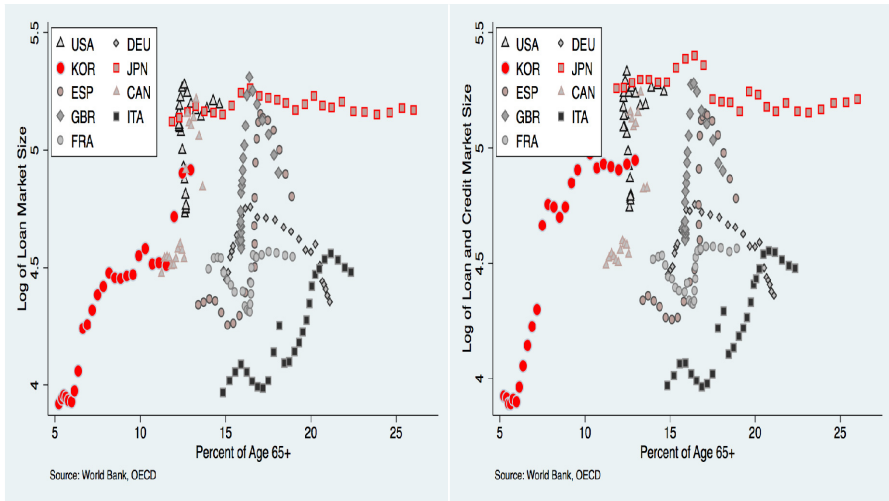 Log of Loan Market Size
5.5
5
4.5
4
USA DEU
KOR JPN
ESP CAN
GBR ITA
FRA
5 10 15 20 25
Percent of Age 65+
Source: World Bank, OECD
Log of Loan and Credit Market Size
5.5
5
4.5
4
USA DEU
KOR JPN
ESP CAN
GBR ITA
FRA
5 10 15 20 25
Percent of Age 65+
Source: World Bank, OECD